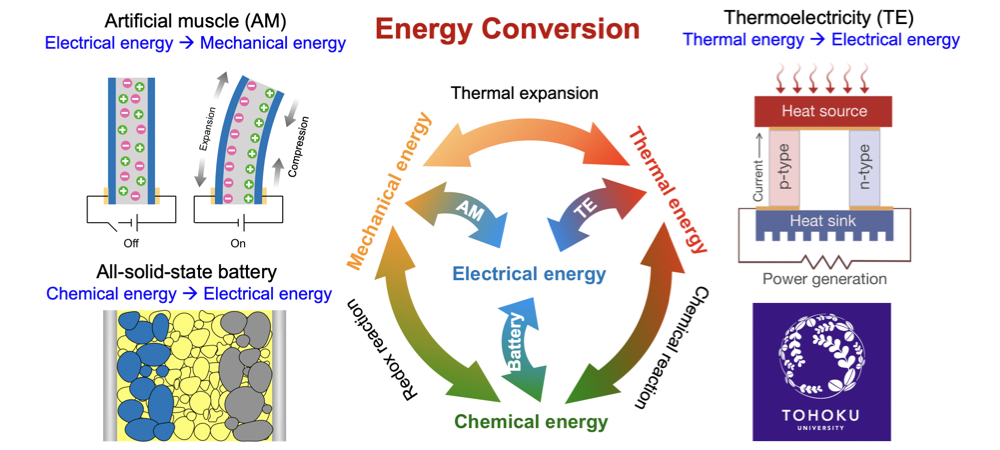 Artificial muscle (AM)
Electrical energy → Mechanical energy
Expansion
Compression
Off
On
All-solid-state battery
Chemical energy → Electrical energy
Energy Conversion
Thermal expansion
Mechanical energy
Thermal energy
AM
TE
Electrical energy
Battery
Redox reaction
Chemical reaction
Chemical energy
Thermoelectricity (TE)
Thermal energy → Electrical energy
Heat source
Current →
p-type
n-type
Heat sink
Power generation
TOHOKU
UNIVERSITY